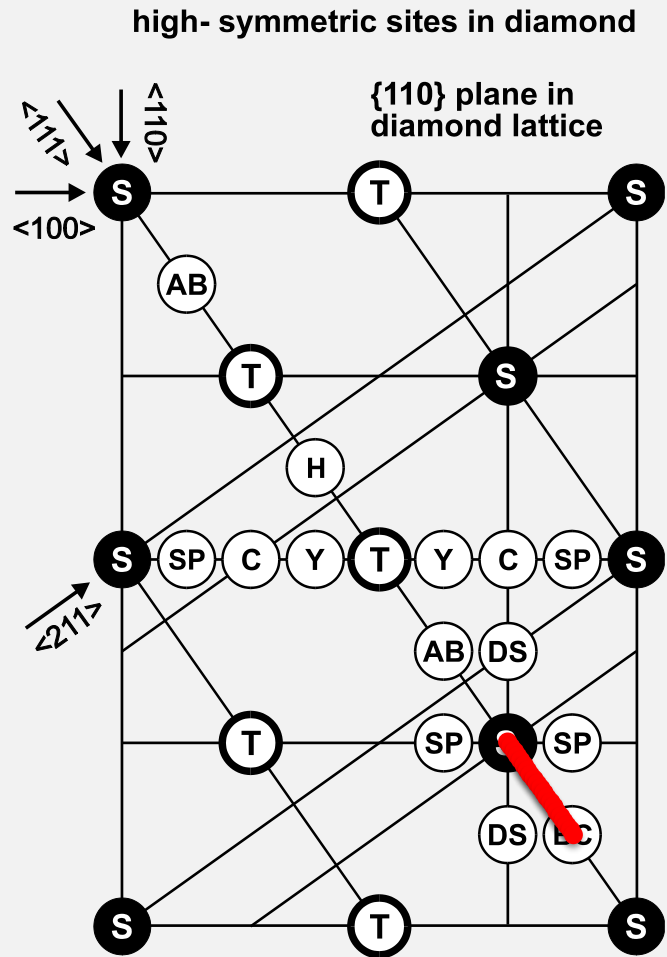 high- symmetric sites in diamond
{110} plane in
diamond lattice
<111>
<110>
<100>
S T S
AB
T S
H
S SP C Y T Y C SP S
<211>
AB DS
T SP S SP
DS BC
S T S